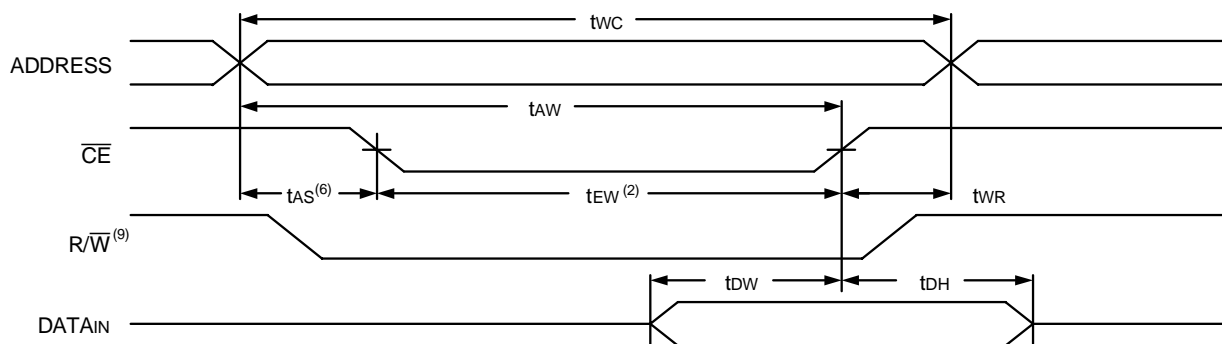 tWC
ADDRESS
tAW
CE
tAS(6)
tEW (2)
tWR
R/W (9)
tDW
tDH
DATAIN